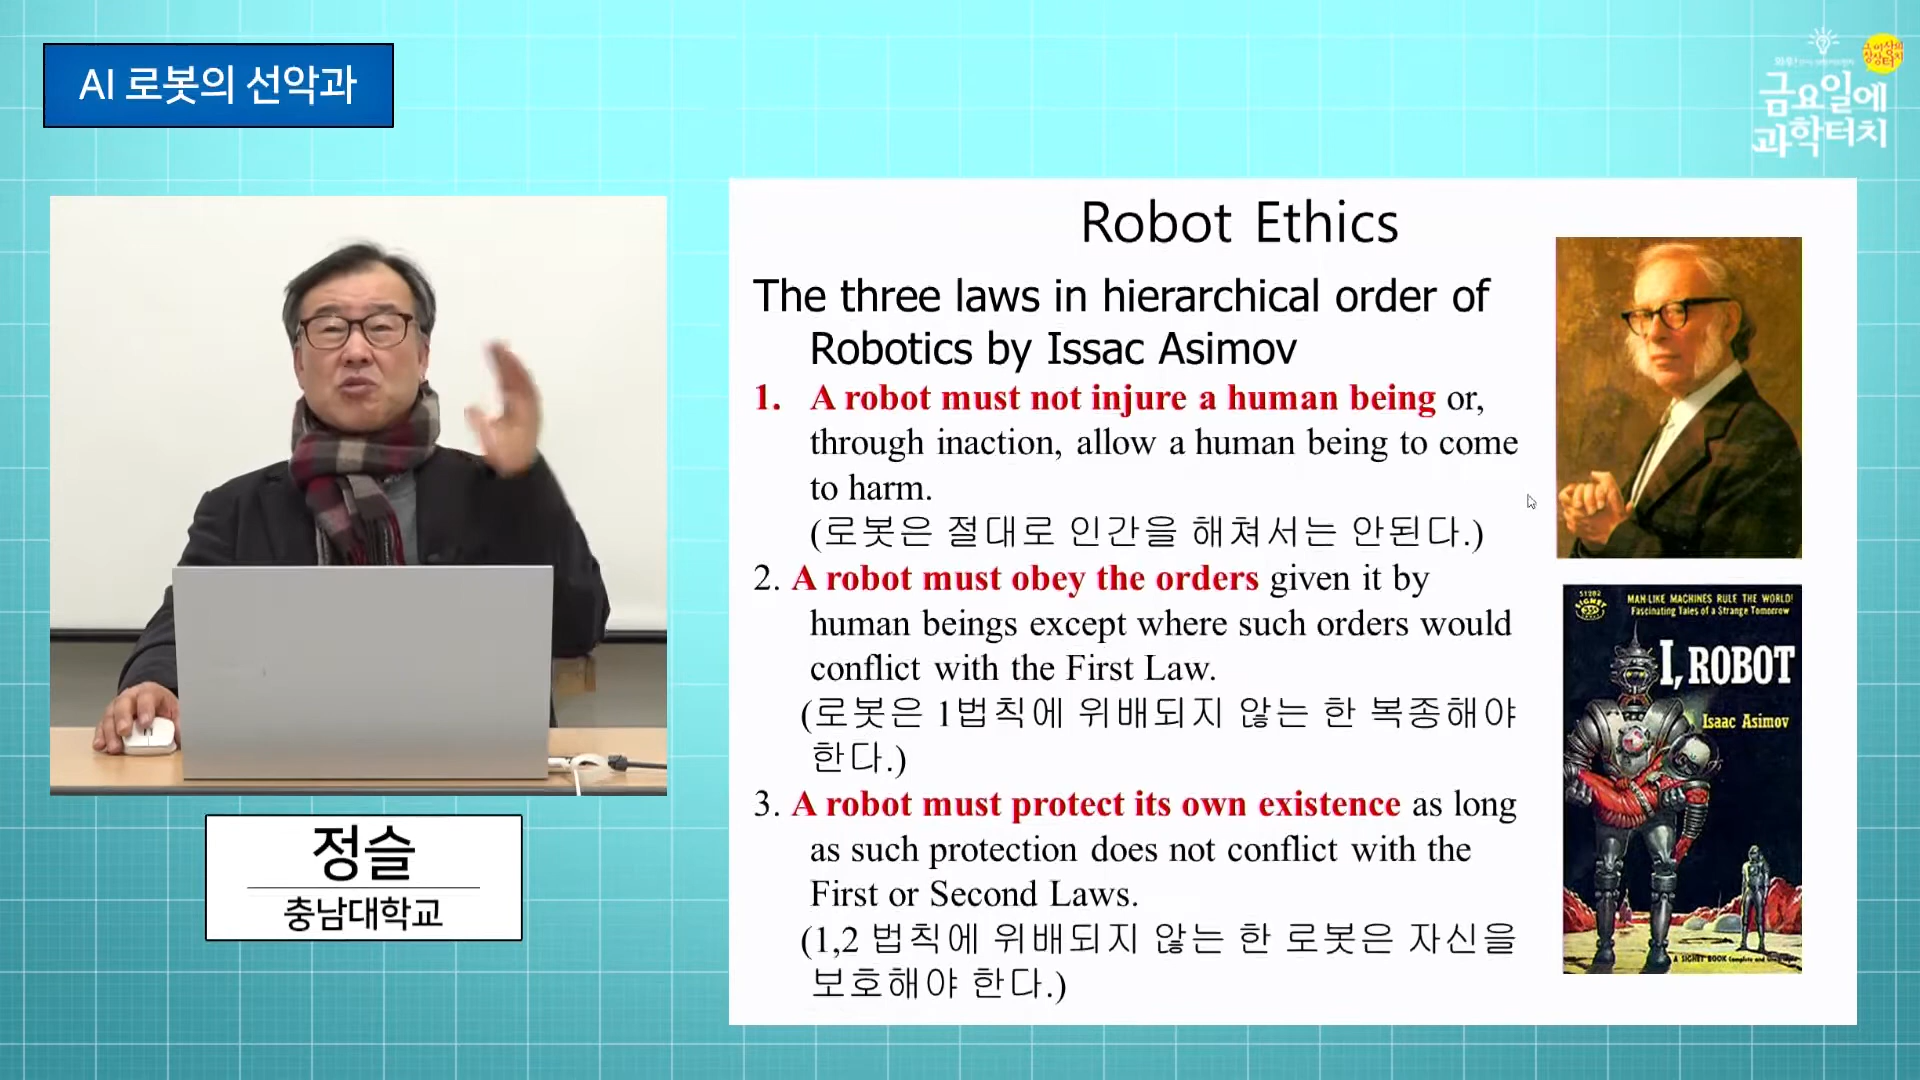 AI 로봇의 선악과
금요일에
과학터치
Robot Ethics
The three laws in hierarchical order of
Robotics by Issac Asimov
1. A robot must not injure a human being or,
through inaction, allow a human being to come
to harm.
(로봇은 절대로 인간을 해쳐서는 안된다.)
2. A robot must obey the orders given it by
human beings except where such orders would
conflict with the First Law.
(로봇은 1법칙에 위배되지 않는 한 복종해야
한다.)
3. A robot must protect its own existence as long
as such protection does not conflict with the
First or Second Laws.
(1,2 법칙에 위배되지 않는 한 로봇은 자신을
보호해야 한다.)
MAN-LIKE MACHINES RULE THE WORLD!
Fascinating Tales of a Strange Tomorrow
I, ROBOT
Isaac Asimov
A SIGNET BOOK
정슬
충남대학교